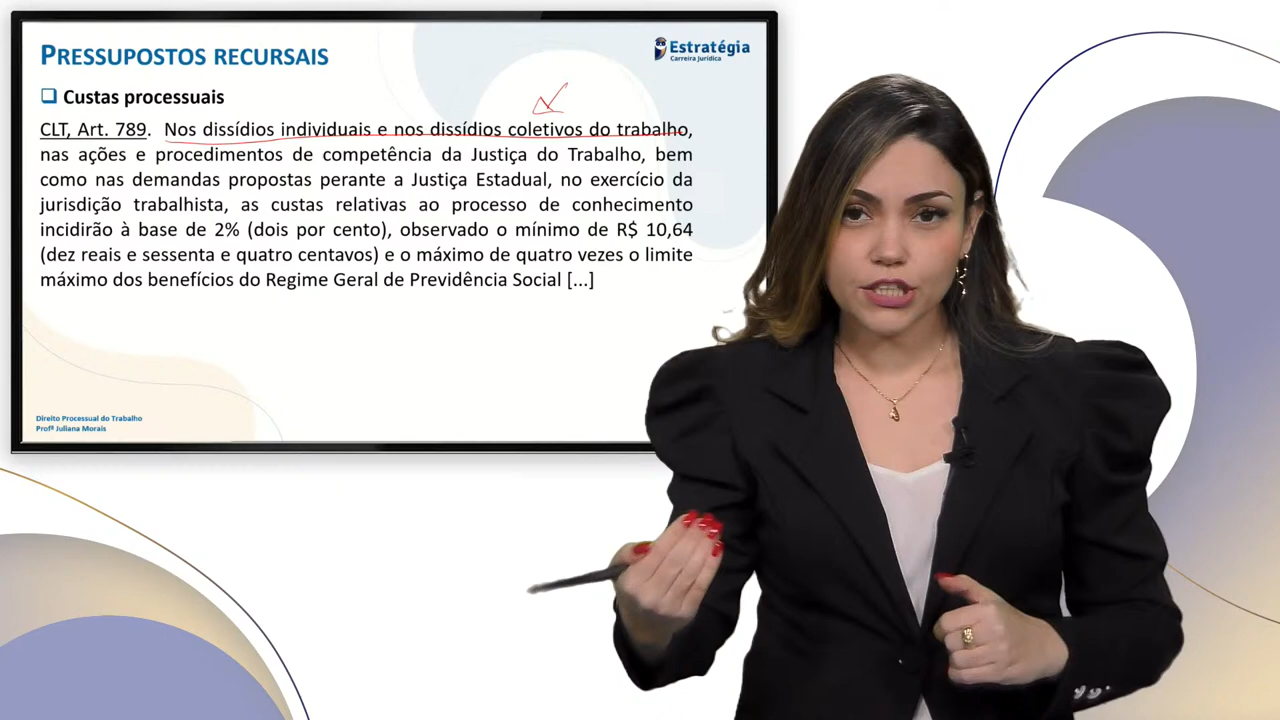 PRESSUPOSTOS RECURSAIS
Estratégia
Carreira Jurídica
Custas processuais
CLT, Art. 789. Nos dissídios individuais e nos dissídios coletivos do trabalho,
nas ações e procedimentos de competência da Justiça do Trabalho, bem
como nas demandas propostas perante a Justiça Estadual, no exercício da
jurisdição trabalhista, as custas relativas ao processo de conhecimento
incidirão à base de 2% (dois por cento), observado o mínimo de R$ 10,64
(dez reais e sessenta e quatro centavos) e o máximo de quatro vezes o limite
máximo dos benefícios do Regime Geral de Previdência Social [...]
Direito Processual do Trabalho
Profª Juliana Morais